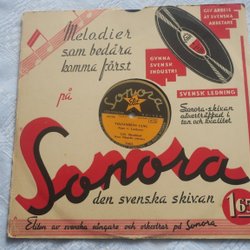 Melodier
som bedåra
komma först
på
GIV ARBETE
ÅT SVENSKA
ARBETARE
GYNNA
SVENSK
INDUSTRI
SVENSK LEDNING
Sonora-skivan
oöverträffad i
ton och kvalitet
Sonora
Sonora
den svenska skivan
1.65
Eliten av svenska sångare och orkestrar på Sonora